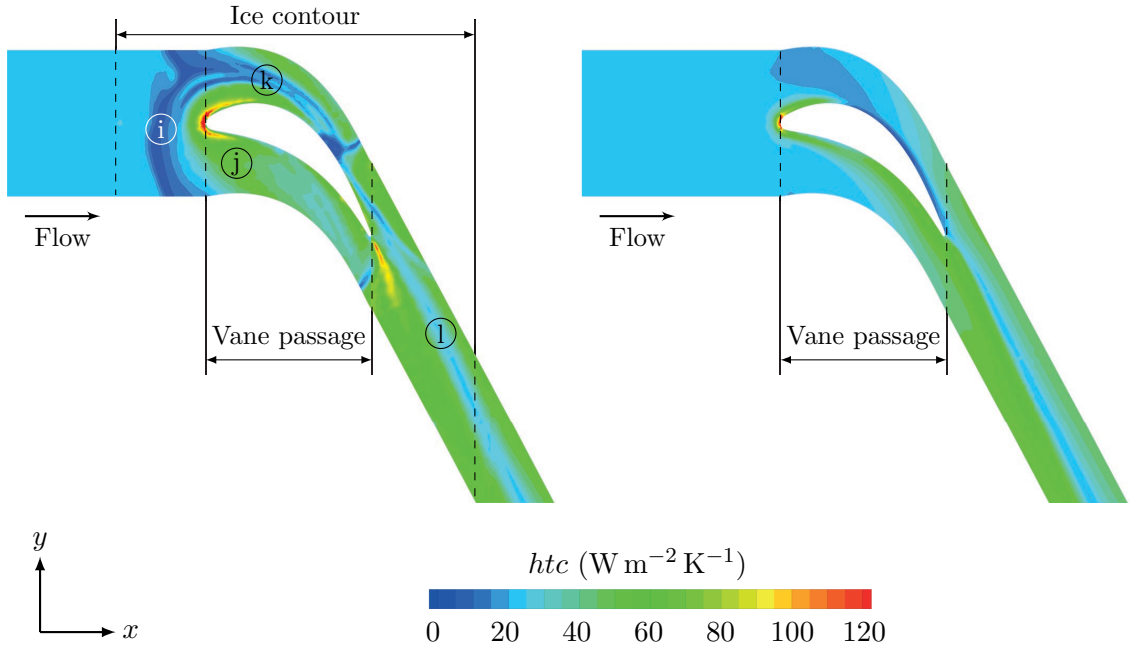 Ice contour
k
i
j
Flow
Flow
Vane passage
Vane passage
l
y
x
htc (W m⁻² K⁻¹)
0 20 40 60 80 100 120